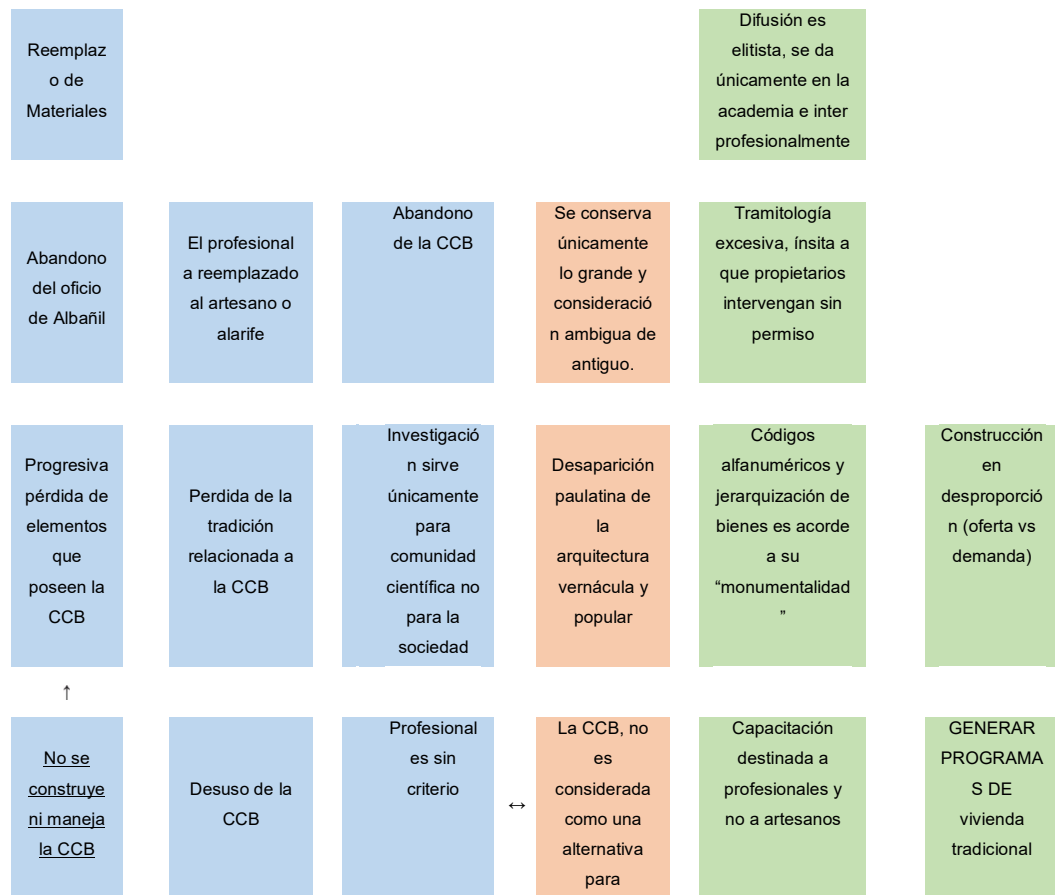 Reemplaz
o de
Materiales
Difusión es
elitista, se da
únicamente en la
academia e inter
profesionalmente
Abandono
del oficio
de Albañil
El profesional
a reemplazado
al artesano o
alarife
Abandono
de la CCB
Se conserva
únicamente
lo grande y
consideració
n ambigua de
antiguo.
Tramitología
excesiva, ínsita a
que propietarios
intervengan sin
permiso
Progresiva
pérdida de
elementos
que
poseen la
CCB
Perdida de la
tradición
relacionada a
la CCB
Investigació
n sirve
únicamente
para
comunidad
científica no
para la
sociedad
Desaparición
paulatina de
la
arquitectura
vernácula y
popular
Códigos
alfanuméricos y
jerarquización de
bienes es acorde
a su
“monumentalidad
”
Construcción
en
desproporció
n (oferta vs
demanda)
↑
No se
construye
ni maneja
la CCB
Desuso de la
CCB
Profesional
es sin
criterio
↔
La CCB, no
es
considerada
como una
alternativa
para
Capacitación
destinada a
profesionales y
no a artesanos
GENERAR
PROGRAMA
S DE
vivienda
tradicional